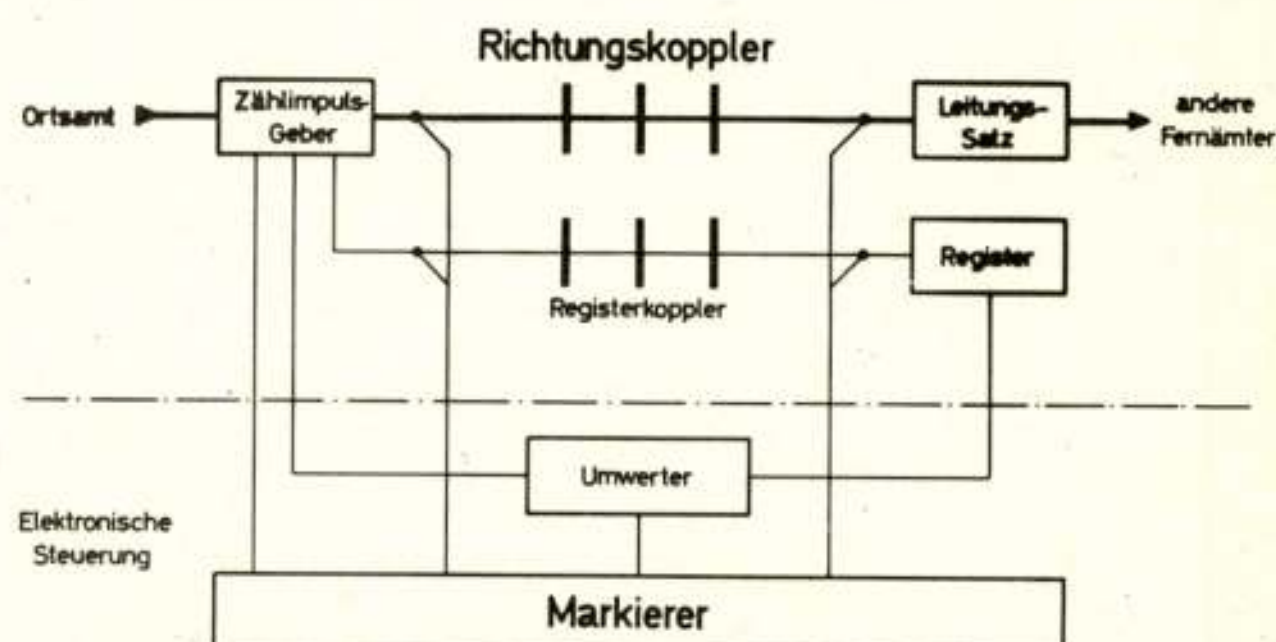 Richtungskoppler
Ortsamt
Zählimpuls-
Geber
Leitungs-
Satz
andere
Fernämter
Register
Registerkoppler
Umwerter
Elektronische
Steuerung
Markierer